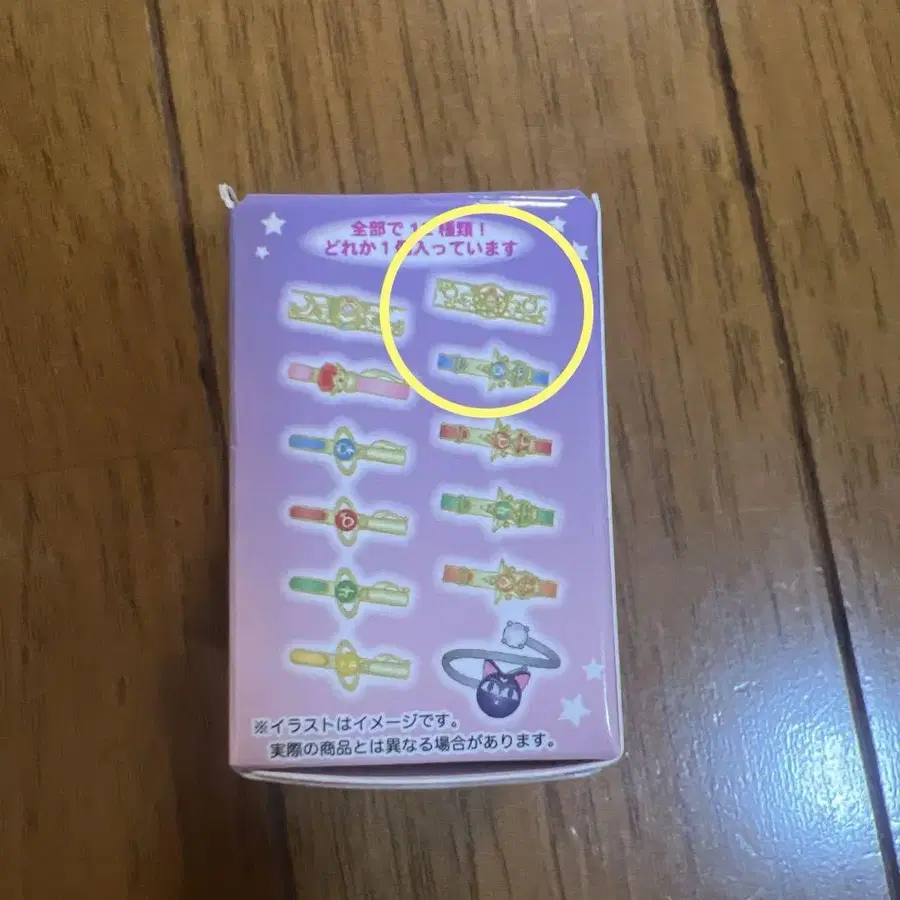 全部で12種類！
どれか1個入っています
※イラストはイメージです。
実際の商品とは異なる場合があります。